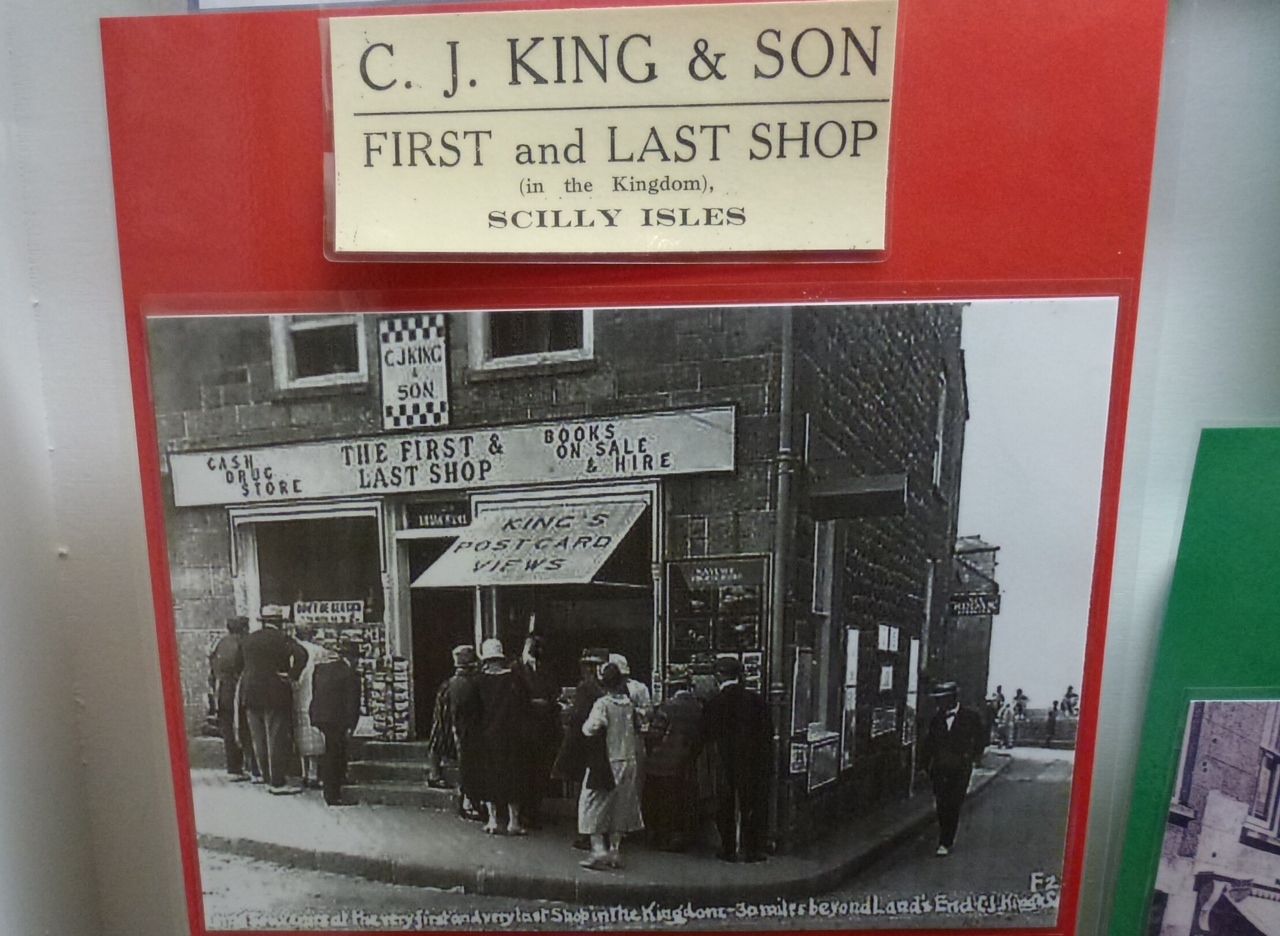 C. J. KING & SON
FIRST and LAST SHOP
(in the Kingdom),
SCILLY ISLES
C J KING
&
SON
CASH
DRUG
STORE
THE FIRST &
LAST SHOP
BOOKS
ON SALE
& HIRE
KING'S
POSTCARD
VIEWS
F2
at the very first and very last Shop in the Kingdom - 30 miles beyond Land's End C.J. King &